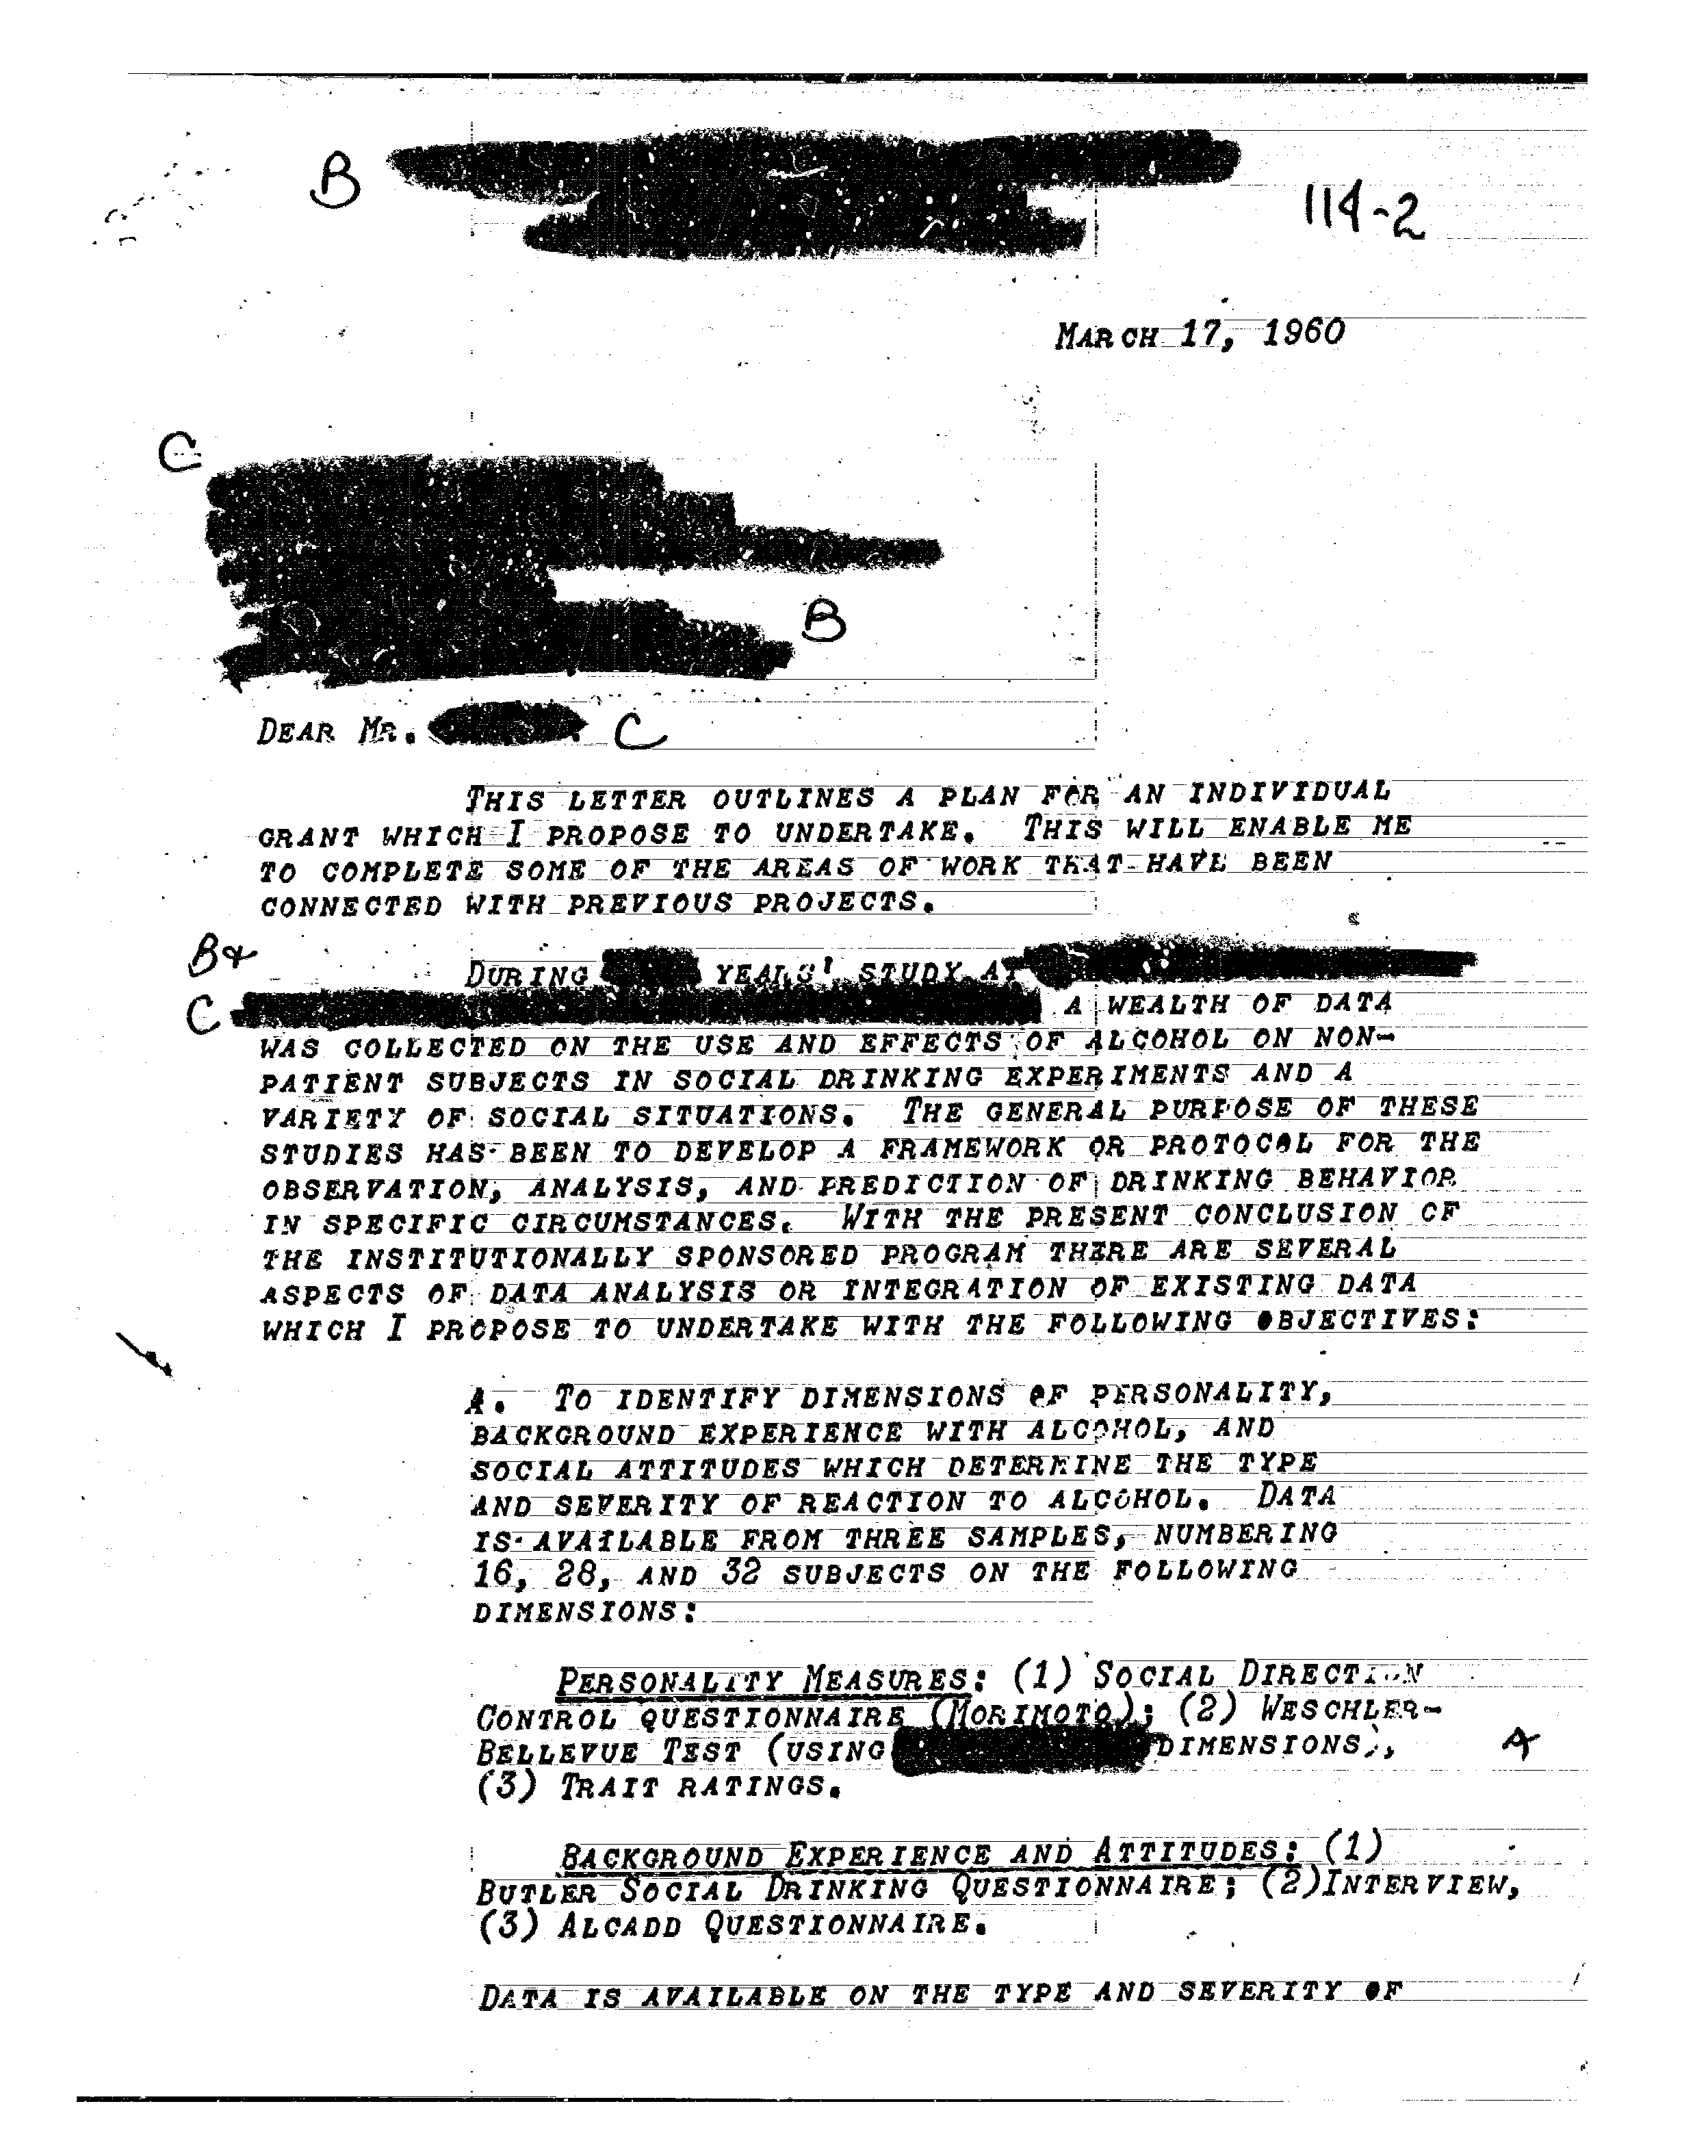 B
114-2
MARCH 17, 1960
C
B
DEAR MR. C
THIS LETTER OUTLINES A PLAN FOR AN INDIVIDUAL
GRANT WHICH I PROPOSE TO UNDERTAKE. THIS WILL ENABLE ME
TO COMPLETE SOME OF THE AREAS OF WORK THAT HAVE BEEN
CONNECTED WITH PREVIOUS PROJECTS.
B+
DURING YEARS' STUDY AT
C A WEALTH OF DATA
WAS COLLECTED ON THE USE AND EFFECTS OF ALCOHOL ON NON-
PATIENT SUBJECTS IN SOCIAL DRINKING EXPERIMENTS AND A
VARIETY OF SOCIAL SITUATIONS. THE GENERAL PURPOSE OF THESE
STUDIES HAS BEEN TO DEVELOP A FRAMEWORK OR PROTOCOL FOR THE
OBSERVATION, ANALYSIS, AND PREDICTION OF DRINKING BEHAVIOR
IN SPECIFIC CIRCUMSTANCES. WITH THE PRESENT CONCLUSION OF
THE INSTITUTIONALLY SPONSORED PROGRAM THERE ARE SEVERAL
ASPECTS OF DATA ANALYSIS OR INTEGRATION OF EXISTING DATA
WHICH I PROPOSE TO UNDERTAKE WITH THE FOLLOWING OBJECTIVES:
A. TO IDENTIFY DIMENSIONS OF PERSONALITY,
BACKGROUND EXPERIENCE WITH ALCOHOL, AND
SOCIAL ATTITUDES WHICH DETERMINE THE TYPE
AND SEVERITY OF REACTION TO ALCOHOL. DATA
IS AVAILABLE FROM THREE SAMPLES, NUMBERING
16, 28, AND 32 SUBJECTS ON THE FOLLOWING
DIMENSIONS:
PERSONALITY MEASURES: (1) SOCIAL DIRECTION
CONTROL QUESTIONNAIRE (MORIMOTO); (2) WESCHLER-
BELLEVUE TEST (USING DIMENSIONS), A
(3) TRAIT RATINGS.
BACKGROUND EXPERIENCE AND ATTITUDES: (1)
BUTLER SOCIAL DRINKING QUESTIONNAIRE; (2)INTERVIEW,
(3) ALCADD QUESTIONNAIRE.
DATA IS AVAILABLE ON THE TYPE AND SEVERITY OF